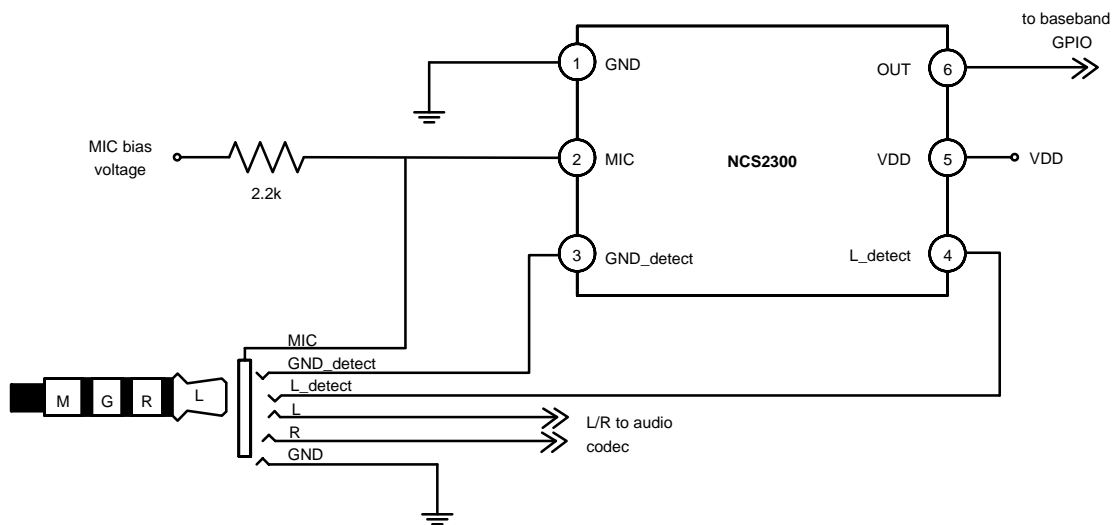 to baseband
GPIO
1
GND
OUT
6
MIC bias
voltage
2.2k
2
MIC
NCS2300
VDD
5
VDD
3
GND_detect
L_detect
4
MIC
GND_detect
L_detect
L
R
GND
M
G
R
L
L/R to audio
codec